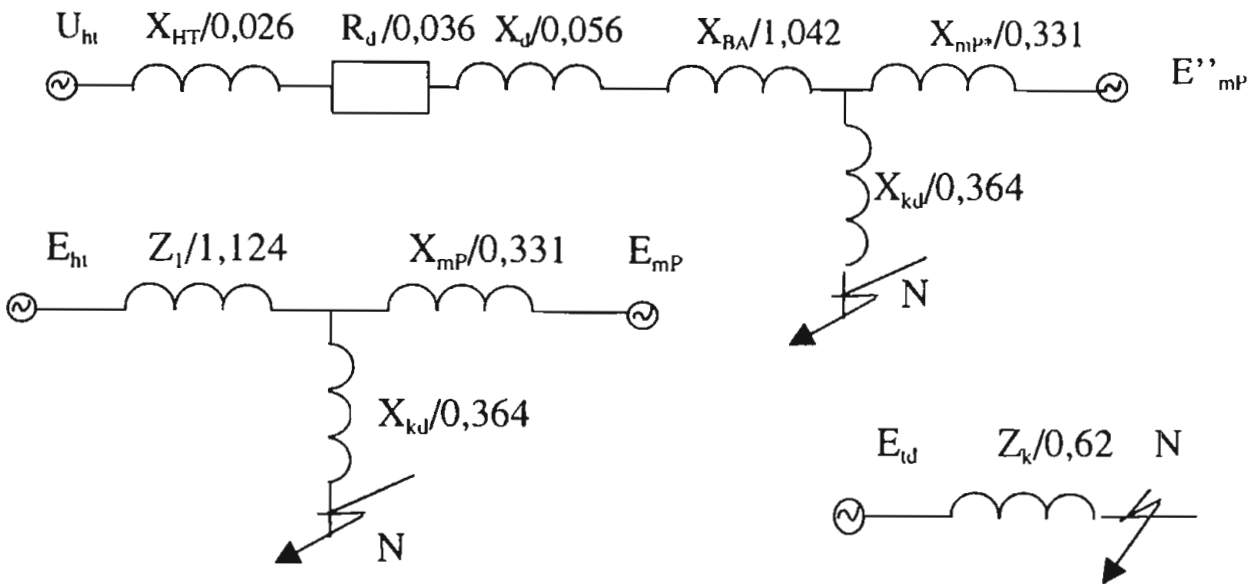 U_ht X_HT/0,026 R_d/0,036 X_d/0,056 X_BA/1,042 X_mP*/0,331
E''_mP
X_kd/0,364
N
E_ht Z_1/1,124 X_mP/0,331 E_mP
X_kd/0,364
N
E_td Z_k/0,62 N